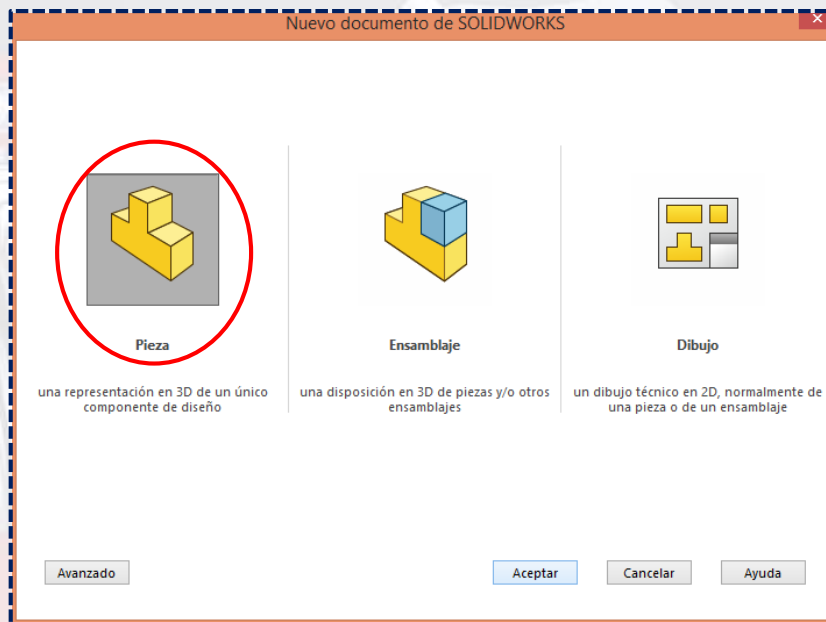 Nuevo documento de SOLIDWORKS
Pieza
una representación en 3D de un único
componente de diseño
Ensamblaje
una disposición en 3D de piezas y/o otros
ensamblajes
Dibujo
un dibujo técnico en 2D, normalmente de
una pieza o de un ensamblaje
Avanzado
Aceptar
Cancelar
Ayuda